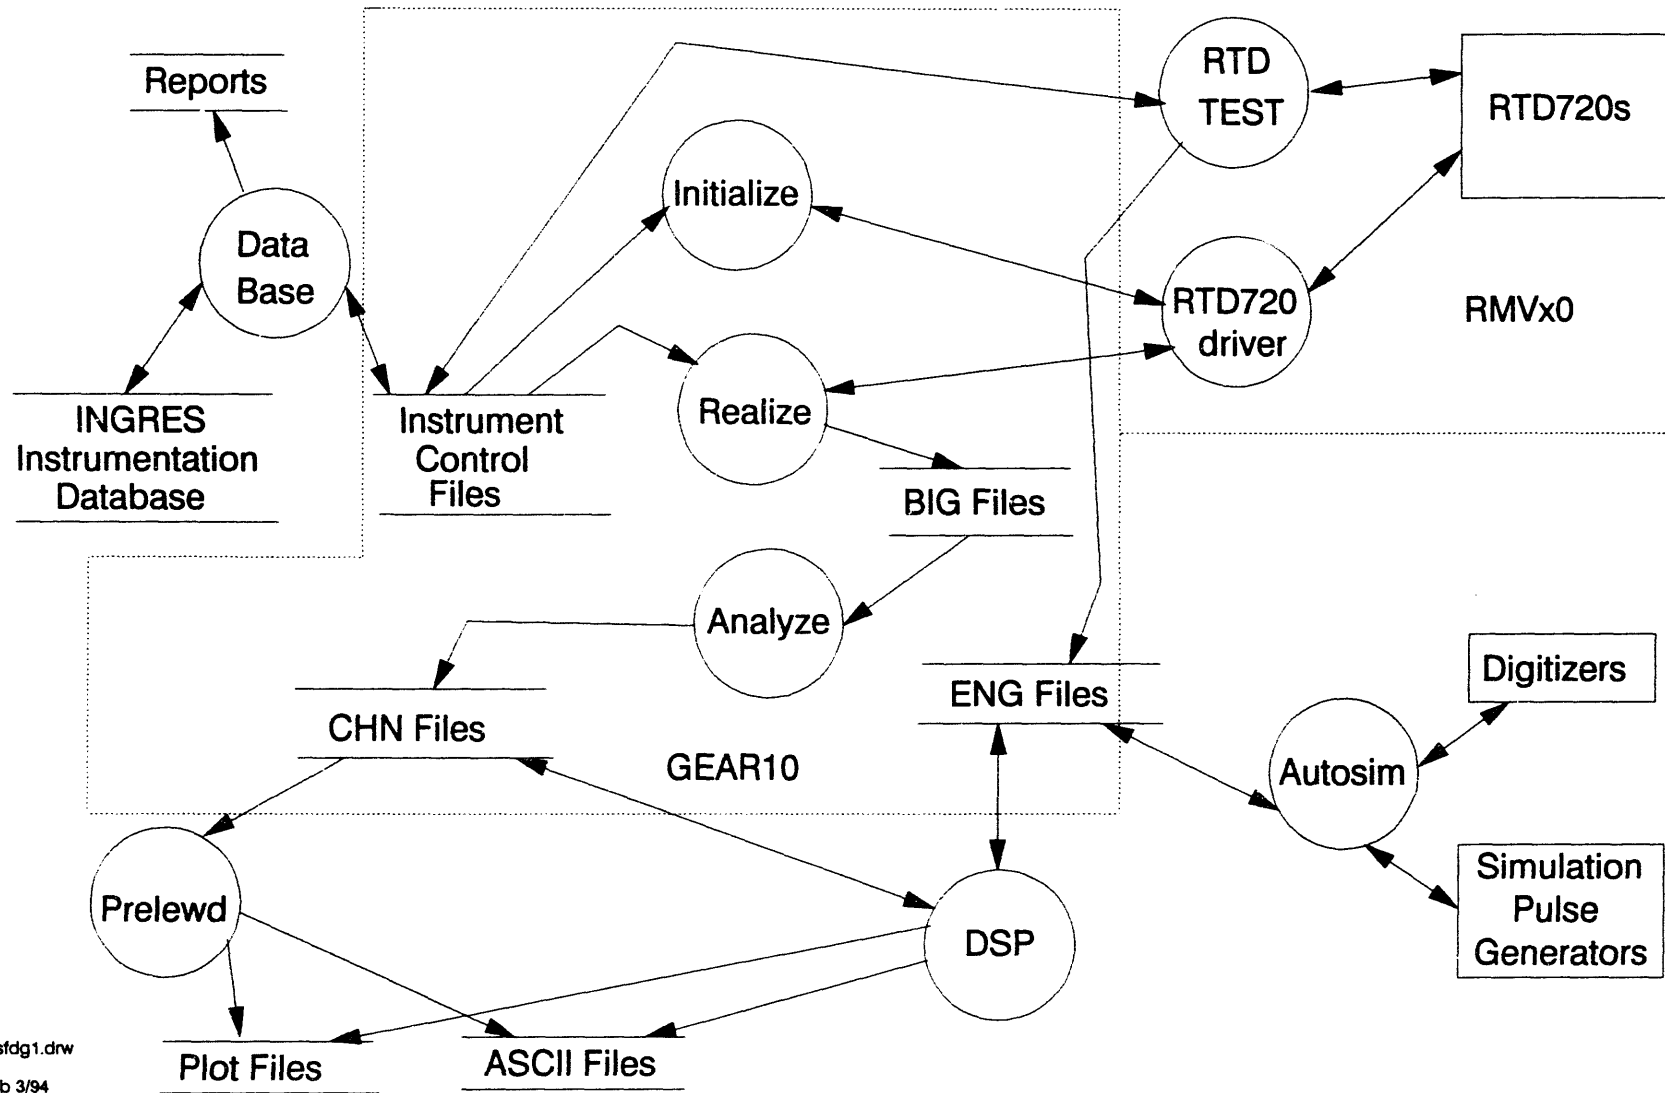 Reports
RTD
TEST
RTD720s
Initialize
Data
Base
RTD720
driver
RMVx0
INGRES
Instrumentation
Database
Instrument
Control
Files
Realize
BIG Files
Analyze
ENG Files
Digitizers
CHN Files
GEAR10
Autosim
Prelewd
DSP
Simulation
Pulse
Generators
sfdg1.drw
b 3/94
Plot Files
ASCII Files